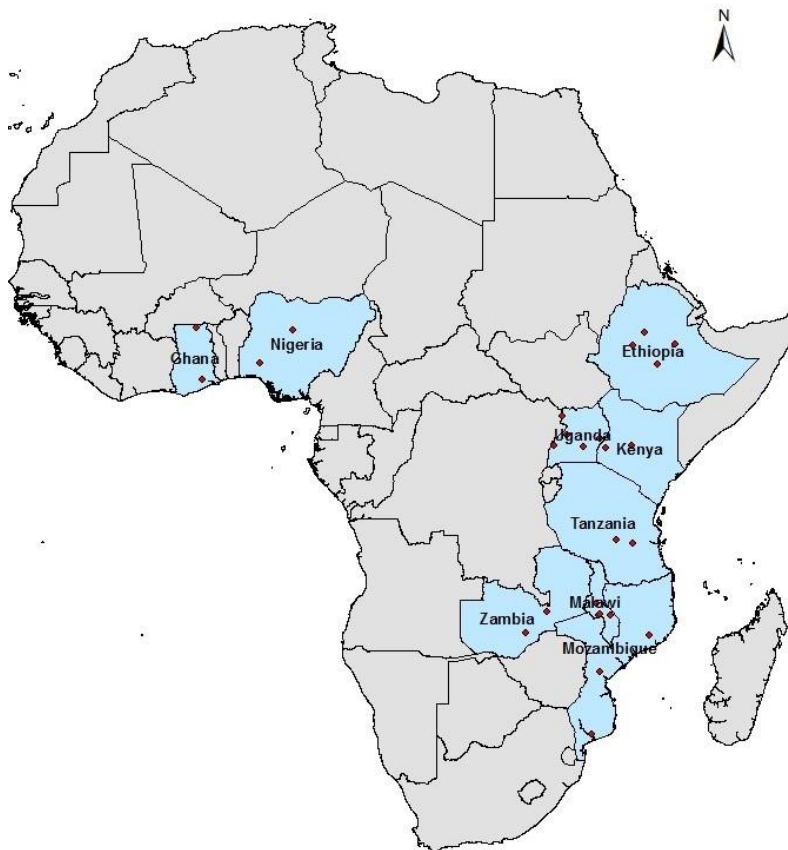 N
Ghana
Nigeria
Ethiopia
Uganda
Kenya
Tanzania
Malawi
Zambia
Mozambique